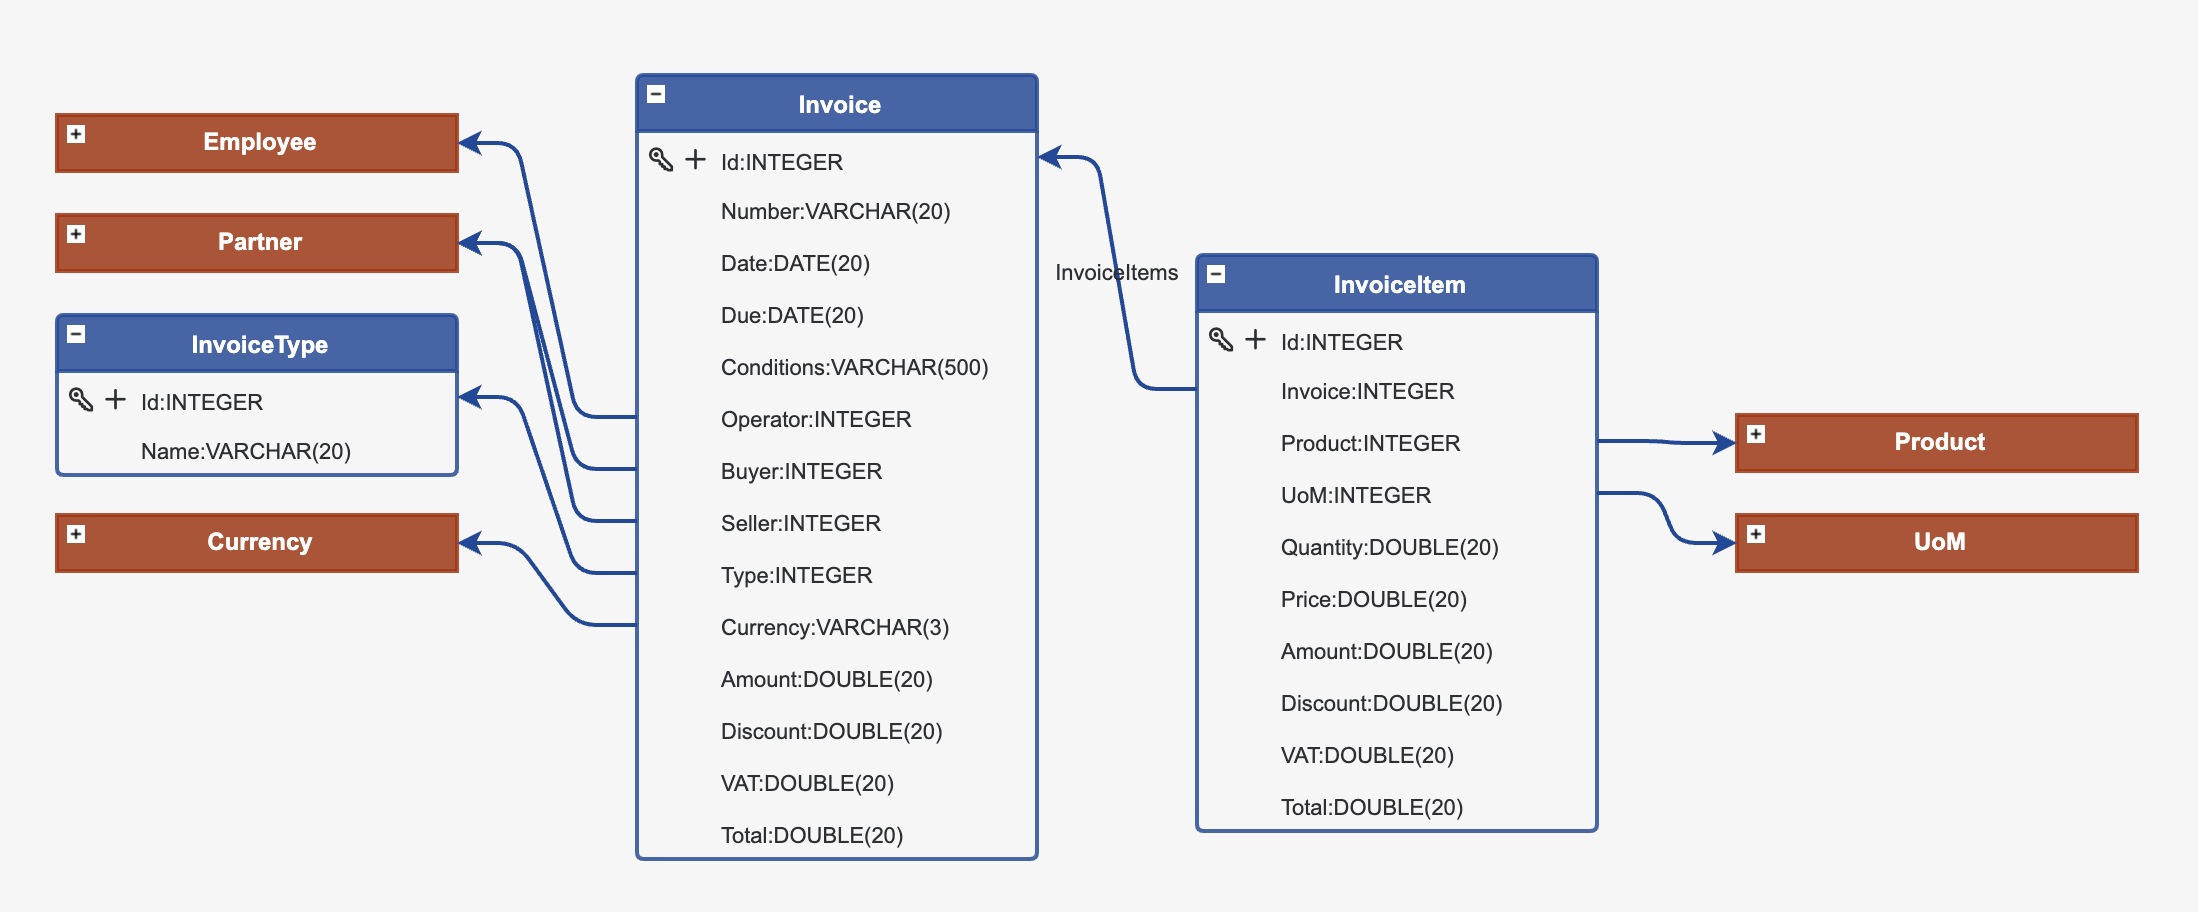 Employee
Partner
InvoiceType
Id:INTEGER
Name:VARCHAR(20)
Currency
Invoice
Id:INTEGER
Number:VARCHAR(20)
Date:DATE(20)
Due:DATE(20)
Conditions:VARCHAR(500)
Operator:INTEGER
Buyer:INTEGER
Seller:INTEGER
Type:INTEGER
Currency:VARCHAR(3)
Amount:DOUBLE(20)
Discount:DOUBLE(20)
VAT:DOUBLE(20)
Total:DOUBLE(20)
InvoiceItems
InvoiceItem
Id:INTEGER
Invoice:INTEGER
Product:INTEGER
UoM:INTEGER
Quantity:DOUBLE(20)
Price:DOUBLE(20)
Amount:DOUBLE(20)
Discount:DOUBLE(20)
VAT:DOUBLE(20)
Total:DOUBLE(20)
Product
UoM